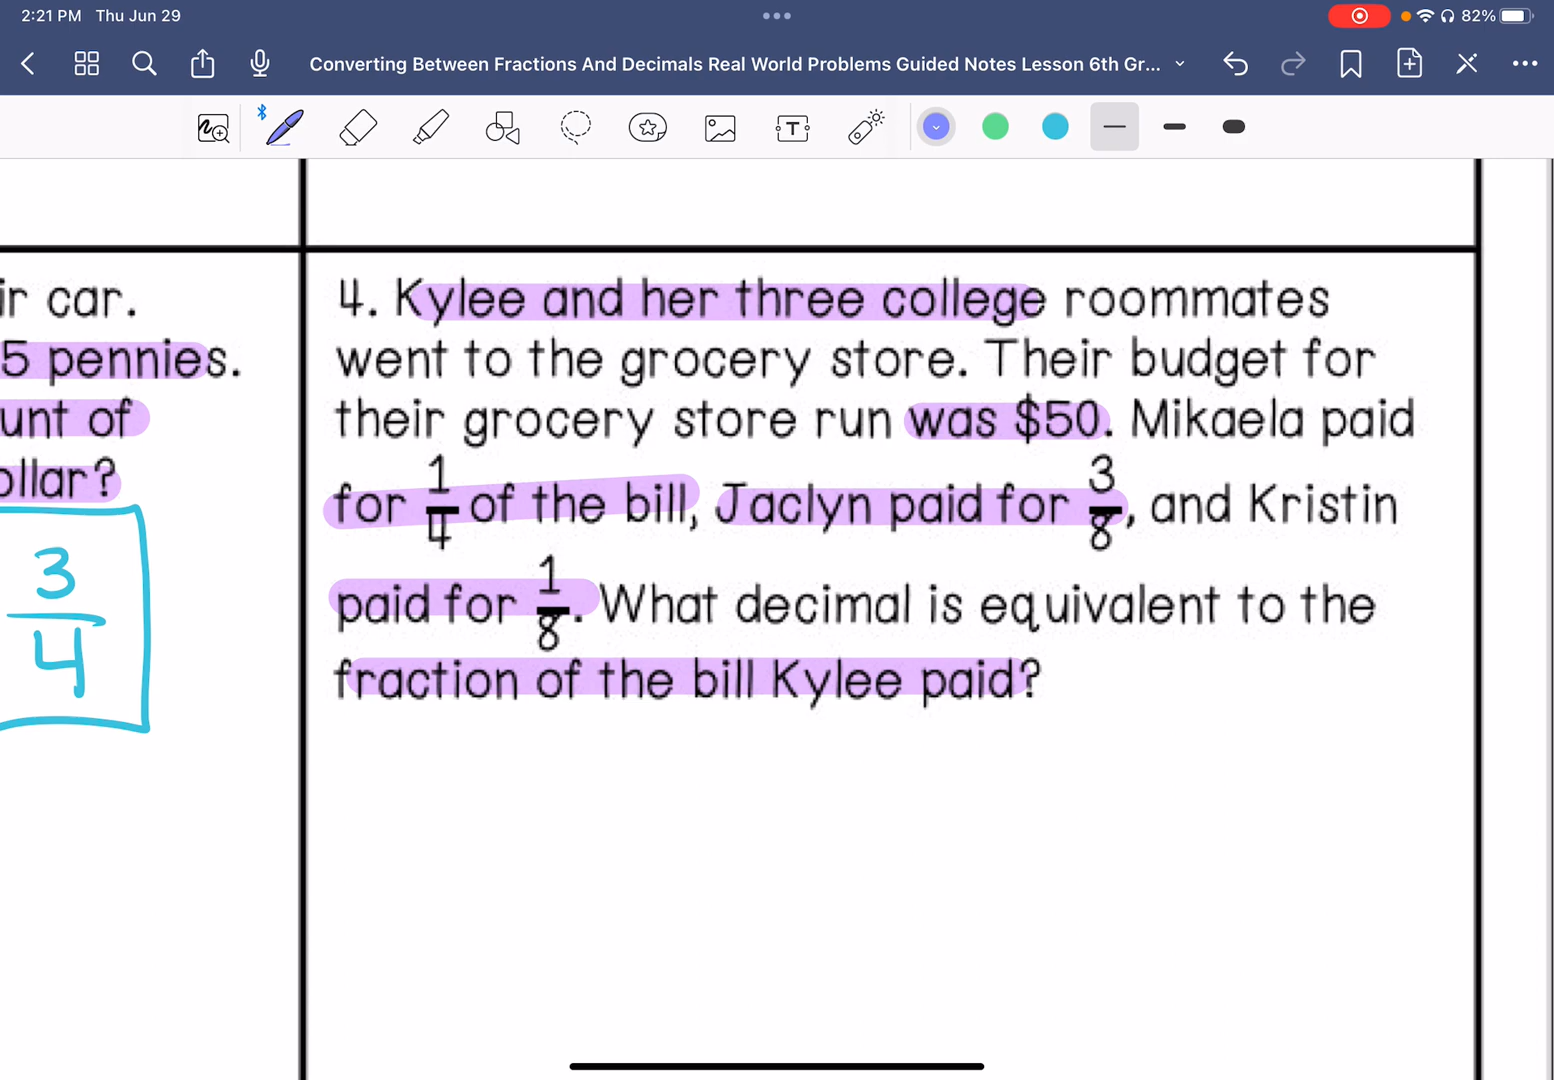 2:21 PM Thu Jun 29
82%
Converting Between Fractions And Decimals Real World Problems Guided Notes Lesson 6th Gr...
T
ir car.
5 pennies.
unt of
ollar?
3
4
4. Kylee and her three college roommates
went to the grocery store. Their budget for
their grocery store run was $50. Mikaela paid
for 1/4 of the bill, Jaclyn paid for 3/8, and Kristin
paid for 1/8. What decimal is equivalent to the
fraction of the bill Kylee paid?